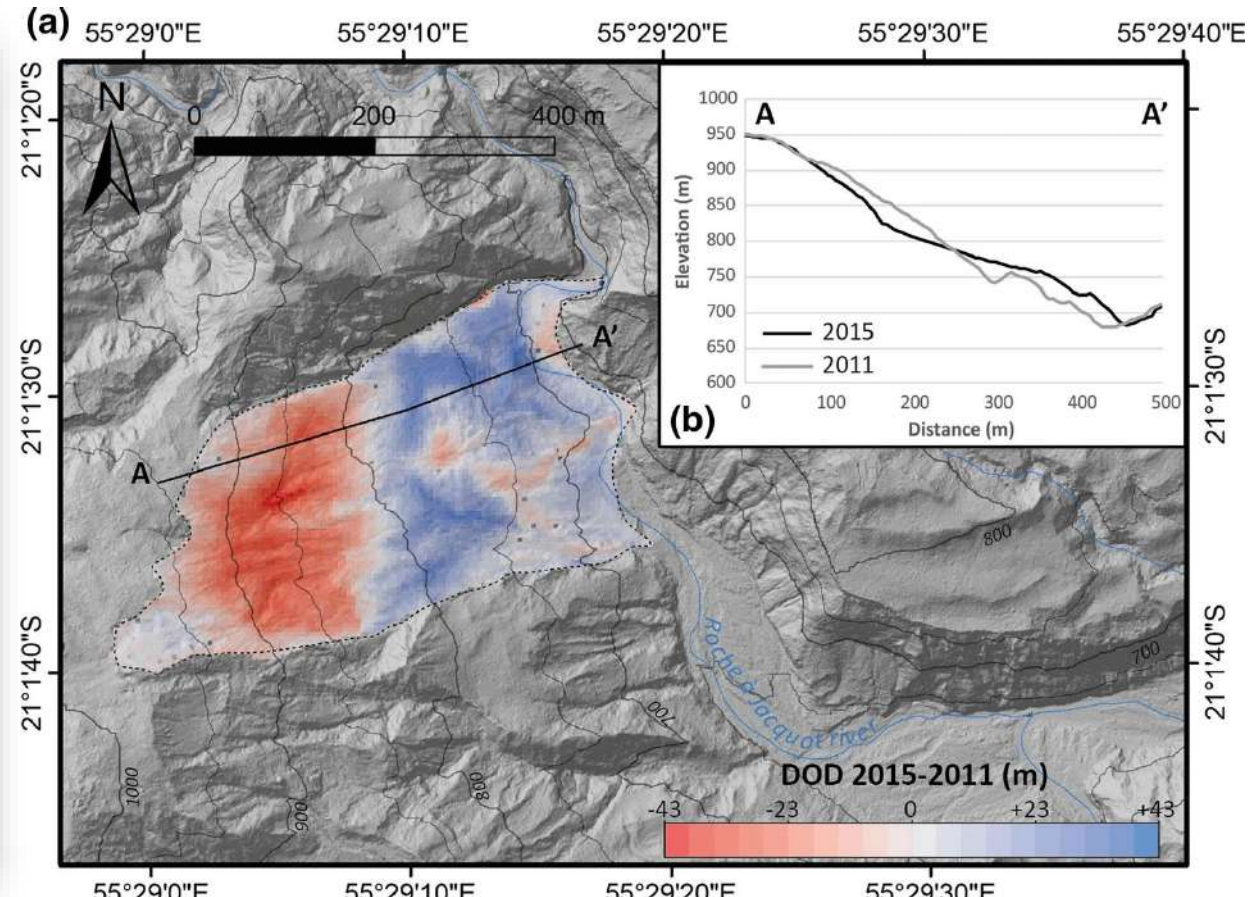 (a)
55°29'0"E 55°29'10"E 55°29'20"E 55°29'30"E 55°29'40"E
21°1'20"S
N
0 200 400 m
A A'
1000
950
900
850
800
750
700
650
600
Elevation (m)
2015
2011
0 100 200 300 400 500
Distance (m)
(b)
21°1'30"S
21°1'30"S
A
A'
800
700
21°1'40"S
21°1'40"S
Roche à Jacquot river
700
1000
900
800
DOD 2015-2011 (m)
-43 -23 0 +23 +43
55°29'0"E 55°29'10"E 55°29'20"E 55°29'30"E